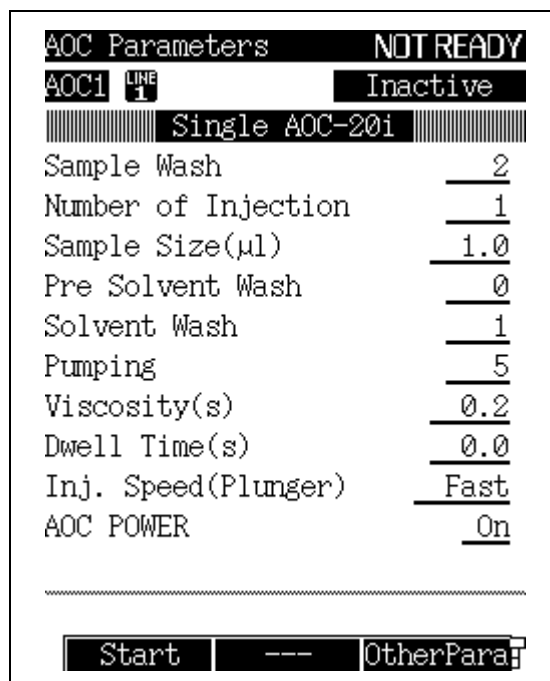 AOC Parameters NOT READY
AOC1 LINE 1 Inactive
Single AOC-20i
Sample Wash 2
Number of Injection 1
Sample Size(µl) 1.0
Pre Solvent Wash 0
Solvent Wash 1
Pumping 5
Viscosity(s) 0.2
Dwell Time(s) 0.0
Inj. Speed(Plunger) Fast
AOC POWER On
Start --- OtherPara